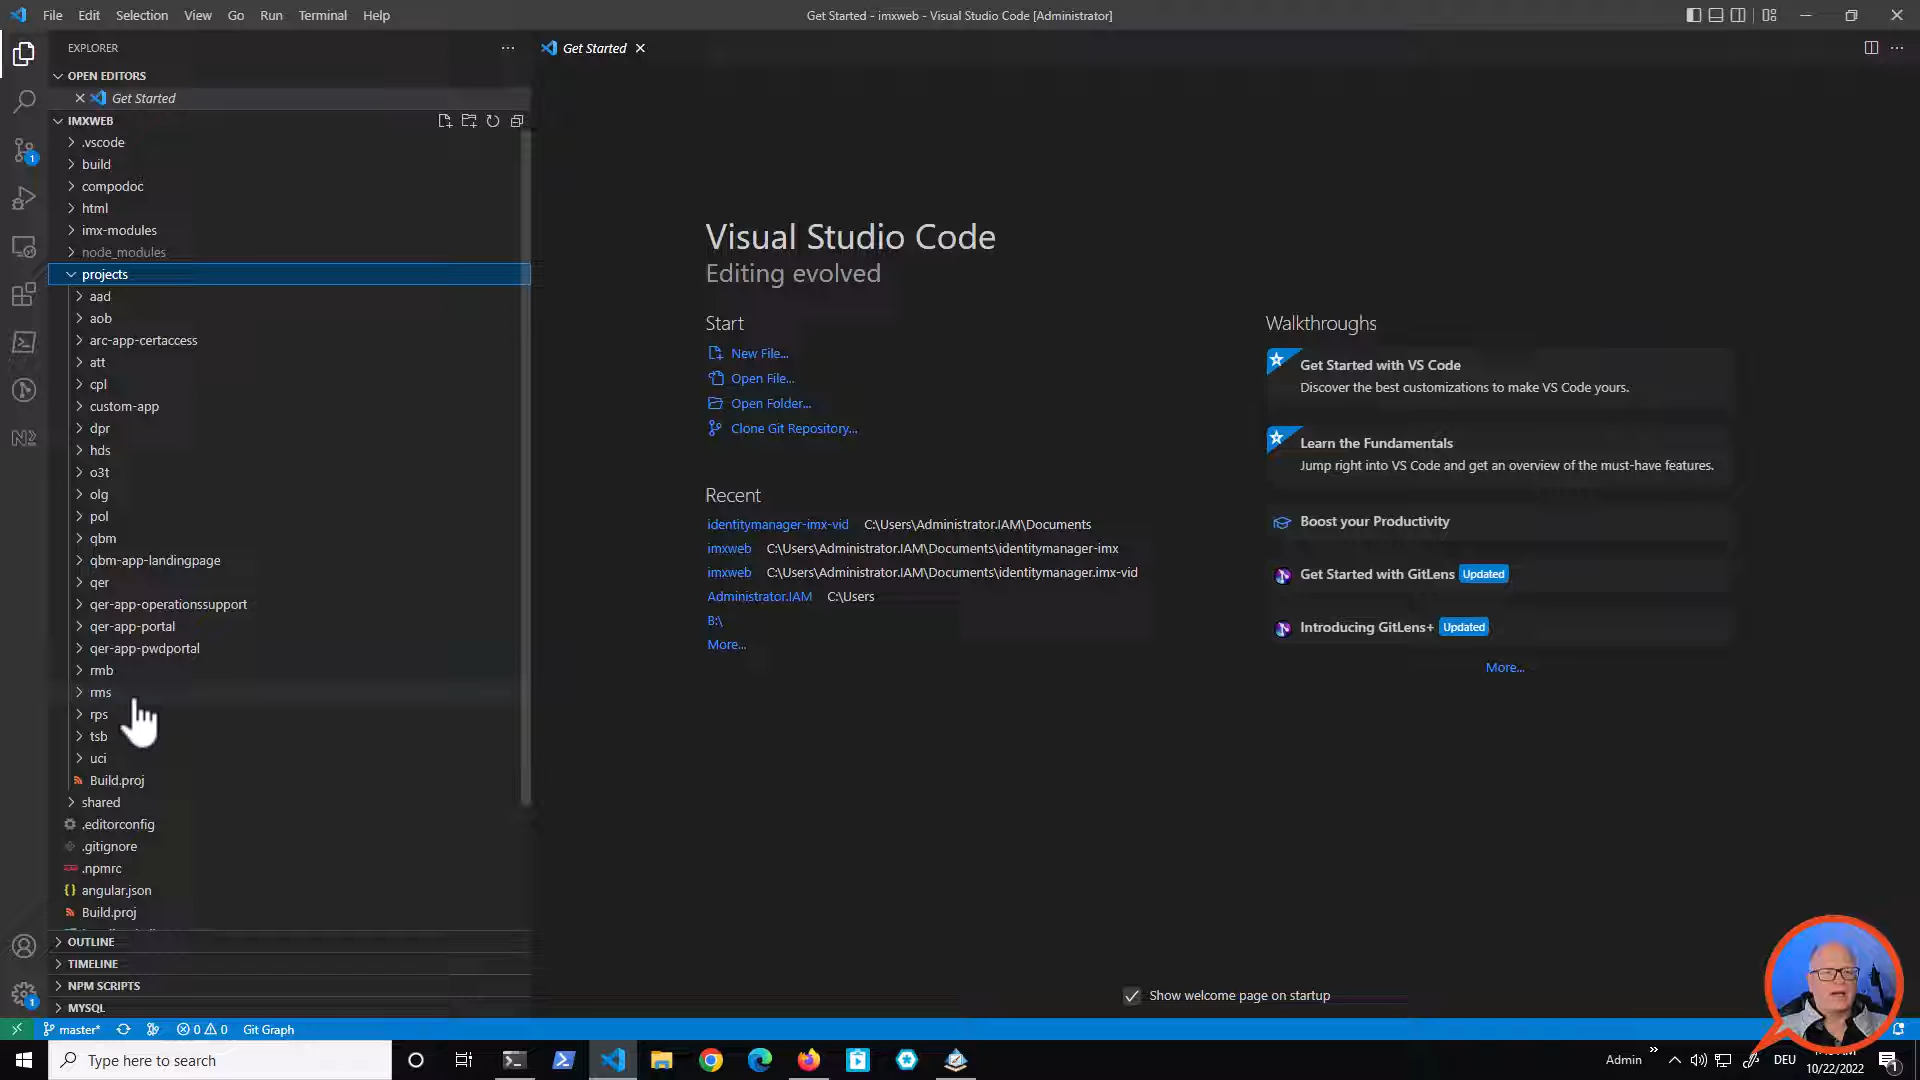 File Edit Selection View Go Run Terminal Help
Get Started - imxweb - Visual Studio Code [Administrator]
EXPLORER
Get Started
OPEN EDITORS
Get Started
IMXWEB
.vscode
build
compodoc
html
imx-modules
node_modules
projects
aad
aob
arc-app-certaccess
att
cpl
custom-app
dpr
hds
o3t
olg
pol
qbm
qbm-app-landingpage
qer
qer-app-operationssupport
qer-app-portal
qer-app-pwdportal
rmb
rms
rps
tsb
uci
Build.proj
shared
.editorconfig
.gitignore
.npmrc
angular.json
Build.proj
OUTLINE
TIMELINE
NPM SCRIPTS
MYSQL
Visual Studio Code
Editing evolved
Start
New File...
Open File...
Open Folder...
Clone Git Repository...
Recent
identitymanager-imx-vid C:\Users\Administrator.IAM\Documents
imxweb C:\Users\Administrator.IAM\Documents\identitymanager-imx
imxweb C:\Users\Administrator.IAM\Documents\identitymanager.imx-vid
Administrator.IAM C:\Users
B:\
More...
Walkthroughs
Get Started with VS Code
Discover the best customizations to make VS Code yours.
Learn the Fundamentals
Jump right into VS Code and get an overview of the must-have features.
Boost your Productivity
Get Started with GitLens Updated
Introducing GitLens+ Updated
More...
Show welcome page on startup
1
1
master* 0 0 Git Graph
Type here to search
Admin
DEU
10/22/2022
1